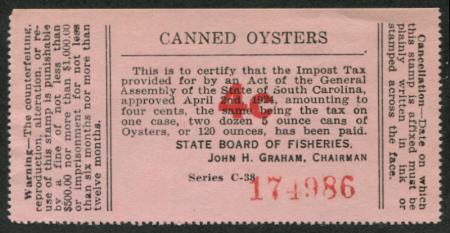 CANNED OYSTERS
This is to certify that the Impost Tax
provided for by an Act of the General
Assembly of the State of South Carolina,
approved April 2nd, 1924, amounting to
four cents, the same being the tax on
one case, two dozen 5 ounce cans of
Oysters, or 120 ounces, has been paid.
4c
STATE BOARD OF FISHERIES.
JOHN H. GRAHAM, CHAIRMAN
Series C-38
174986
Warning—The counterfeiting,
reproduction, alteration, or re-
use of this stamp is punishable
by a fine of not less than
$500.00 nor more than $1,000.00
or imprisonment for not less
than six months nor more than
twelve months.
Cancellation—Date on which
this stamp is affixed must be
plainly written in ink or
stamped across the face.